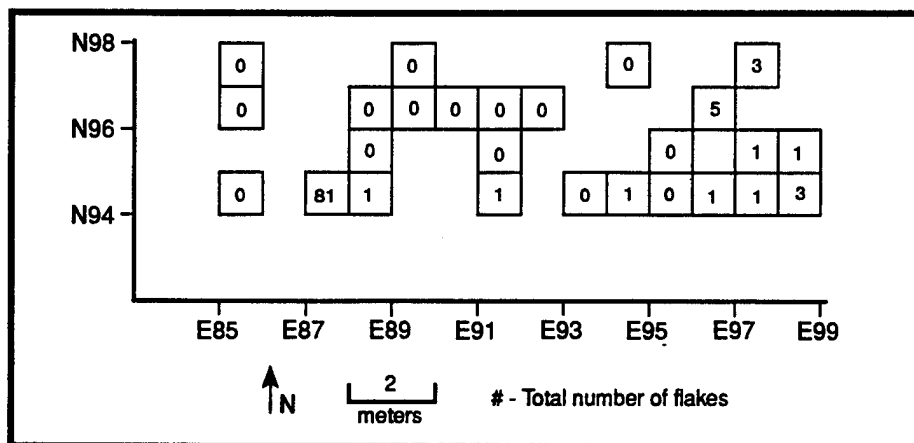 N98
0 0 0 3
N96
0 0 0 0 0 0 5
0 0 0 1 1
N94
0 81 1 1 0 1 0 1 1 3
E85 E87 E89 E91 E93 E95 E97 E99
N
2
meters
# - Total number of flakes